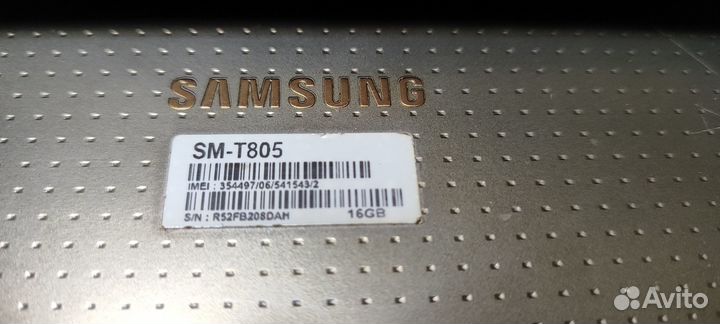 SAMSUNG
SM-T805
IMEI : 354497/06/541543/2
S/N : R52FB208DAH 16GB
Avito